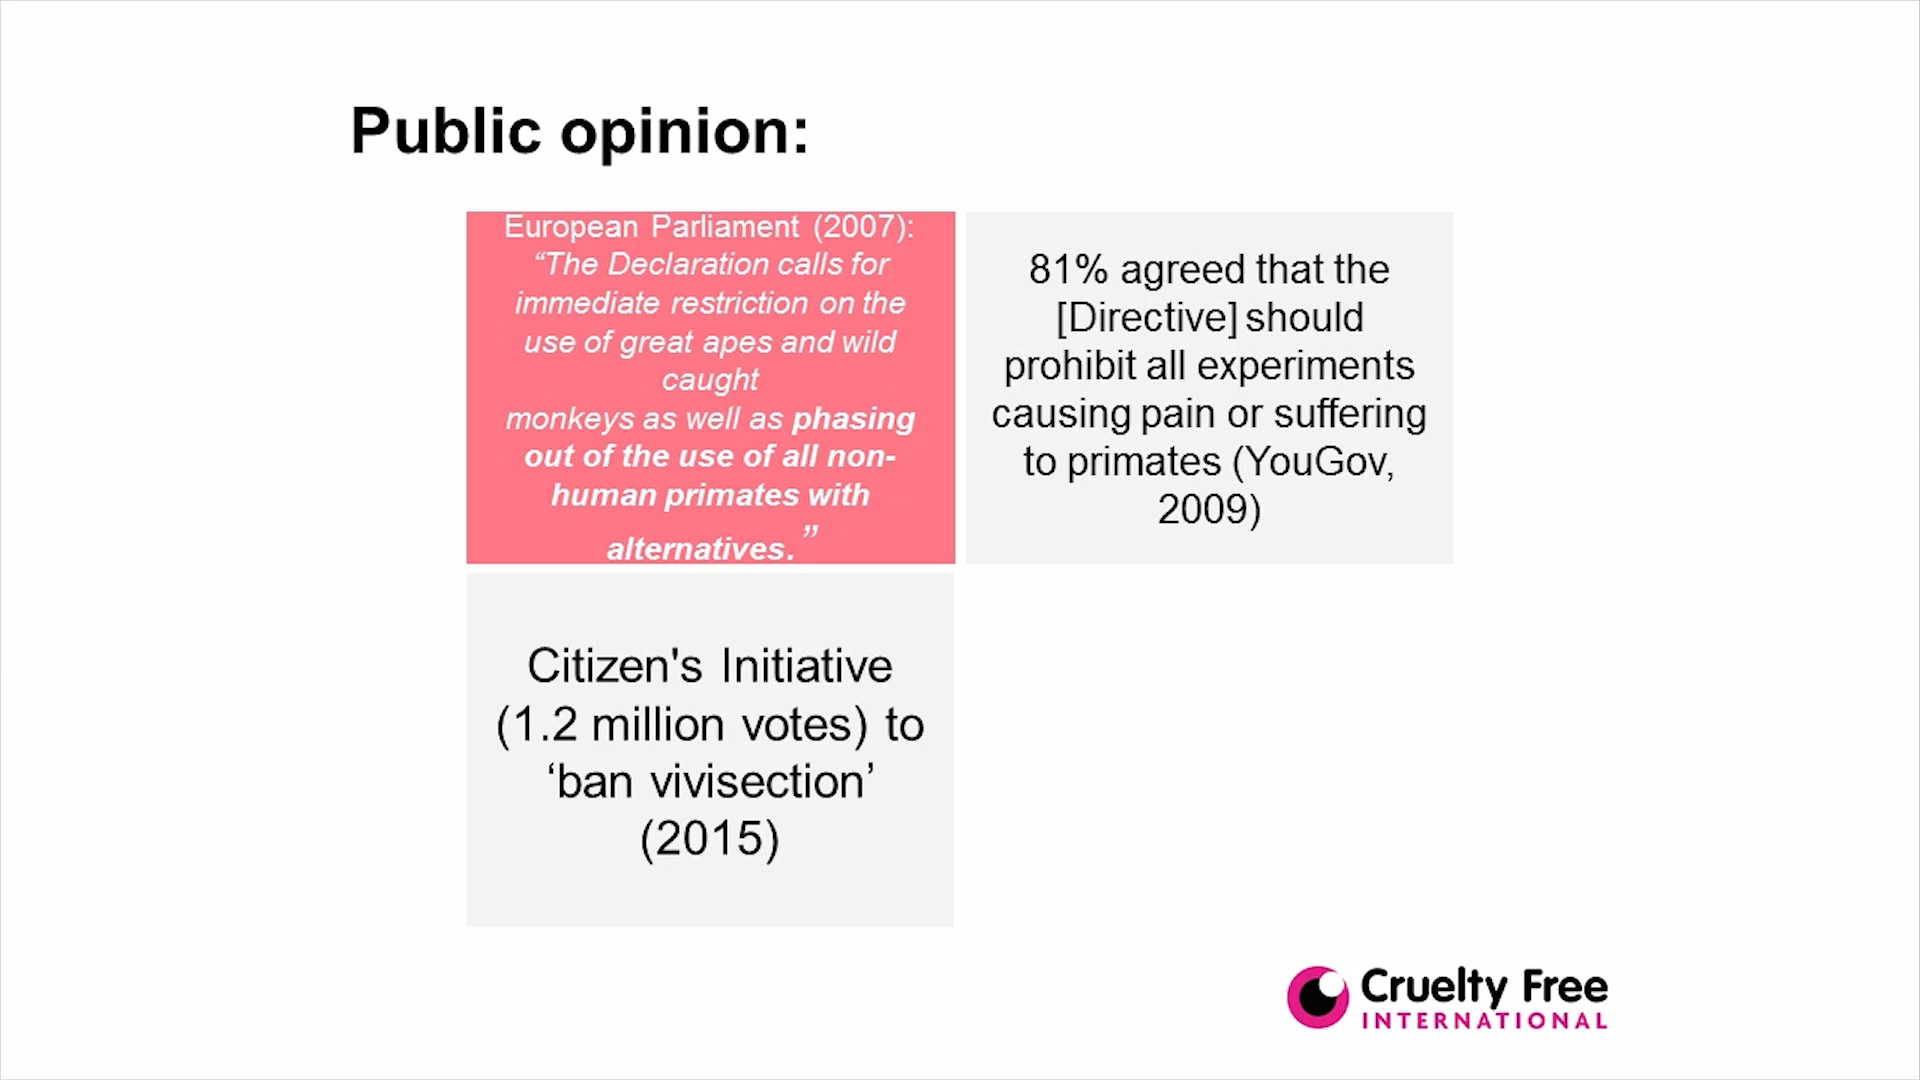 Public opinion:
European Parliament (2007):
“The Declaration calls for
immediate restriction on the
use of great apes and wild
caught
monkeys as well as phasing
out of the use of all non-
human primates with
alternatives.”
81% agreed that the
[Directive] should
prohibit all experiments
causing pain or suffering
to primates (YouGov,
2009)
Citizen's Initiative
(1.2 million votes) to
‘ban vivisection’
(2015)
Cruelty Free
INTERNATIONAL